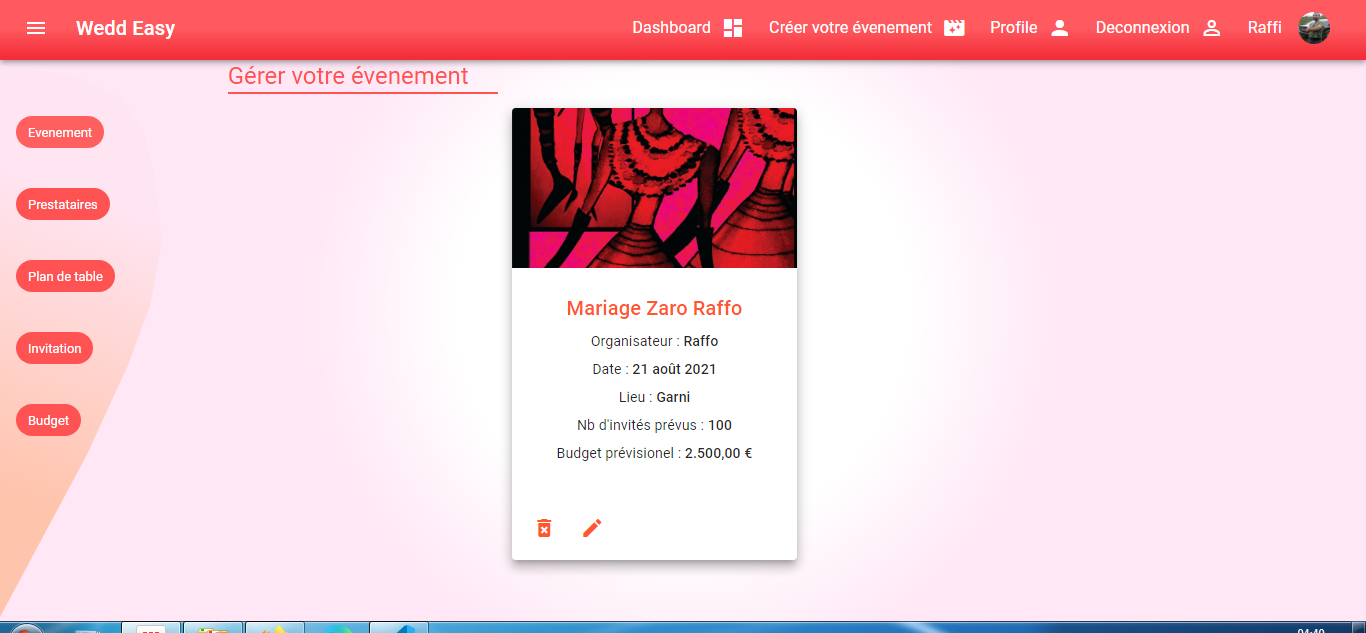 Wedd Easy Dashboard Créer votre évenement Profile Deconnexion Raffi
Gérer votre évenement
Evenement
Prestataires
Plan de table
Invitation
Budget
Mariage Zaro Raffo
Organisateur : Raffo
Date : 21 août 2021
Lieu : Garni
Nb d'invités prévus : 100
Budget prévisionel : 2.500,00 €